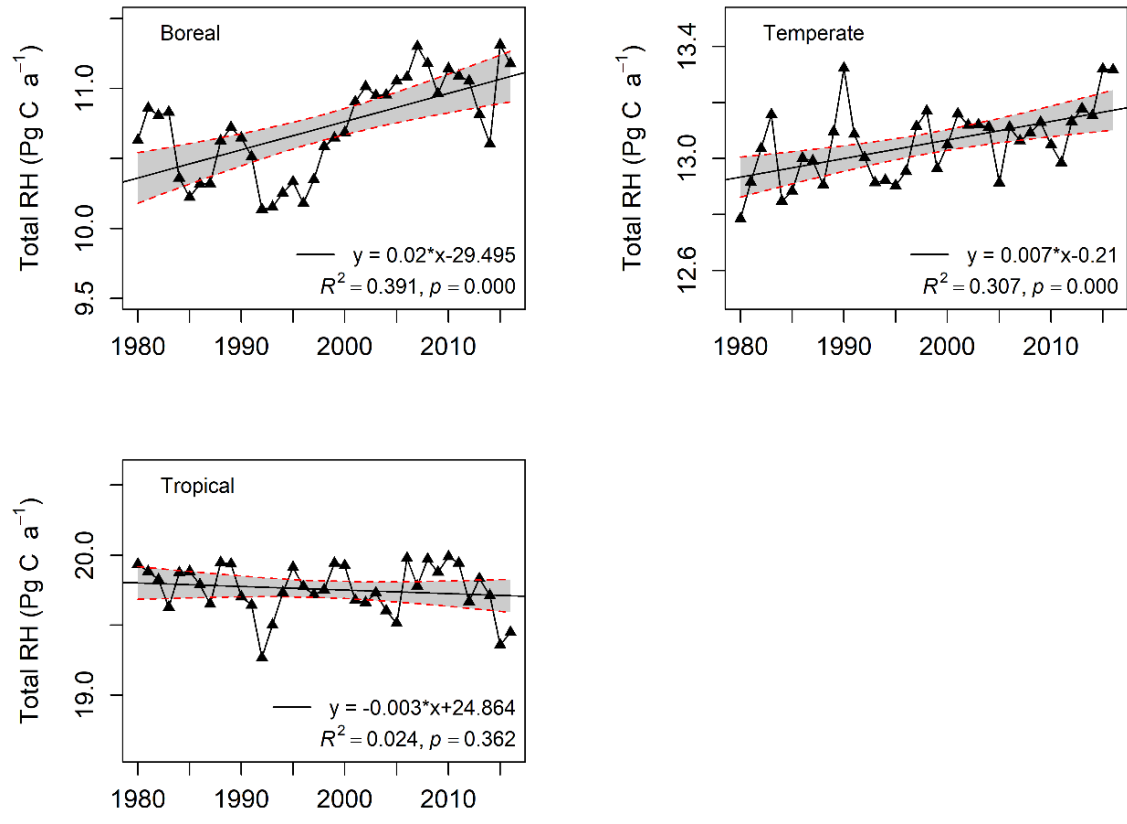 Boreal
Total RH (Pg C a⁻¹)
11.0
10.0
9.5
y = 0.02*x-29.495
R² = 0.391, p = 0.000
1980 1990 2000 2010
Temperate
Total RH (Pg C a⁻¹)
13.4
13.0
12.6
y = 0.007*x-0.21
R² = 0.307, p = 0.000
1980 1990 2000 2010
Tropical
Total RH (Pg C a⁻¹)
20.0
19.0
y = -0.003*x+24.864
R² = 0.024, p = 0.362
1980 1990 2000 2010